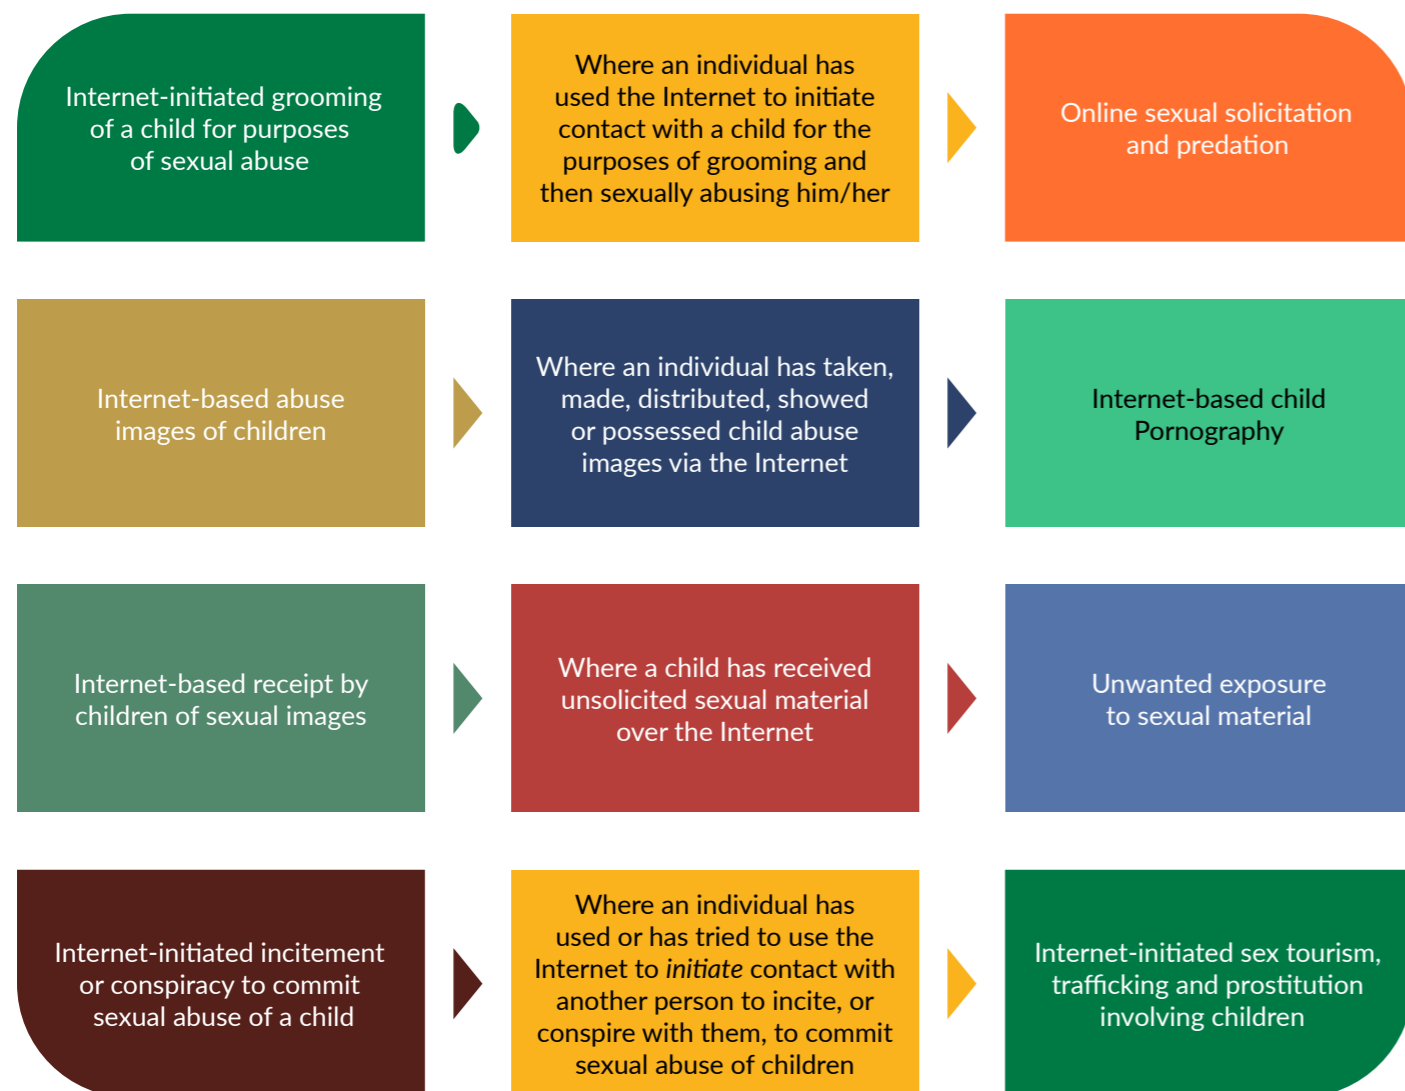 Internet-initiated grooming
of a child for purposes
of sexual abuse
Where an individual has
used the Internet to initiate
contact with a child for the
purposes of grooming and
then sexually abusing him/her
Online sexual solicitation
and predation
Internet-based abuse
images of children
Where an individual has taken,
made, distributed, showed
or possessed child abuse
images via the Internet
Internet-based child
Pornography
Internet-based receipt by
children of sexual images
Where a child has received
unsolicited sexual material
over the Internet
Unwanted exposure
to sexual material
Internet-initiated incitement
or conspiracy to commit
sexual abuse of a child
Where an individual has
used or has tried to use the
Internet to initiate contact with
another person to incite, or
conspire with them, to commit
sexual abuse of children
Internet-initiated sex tourism,
trafficking and prostitution
involving children